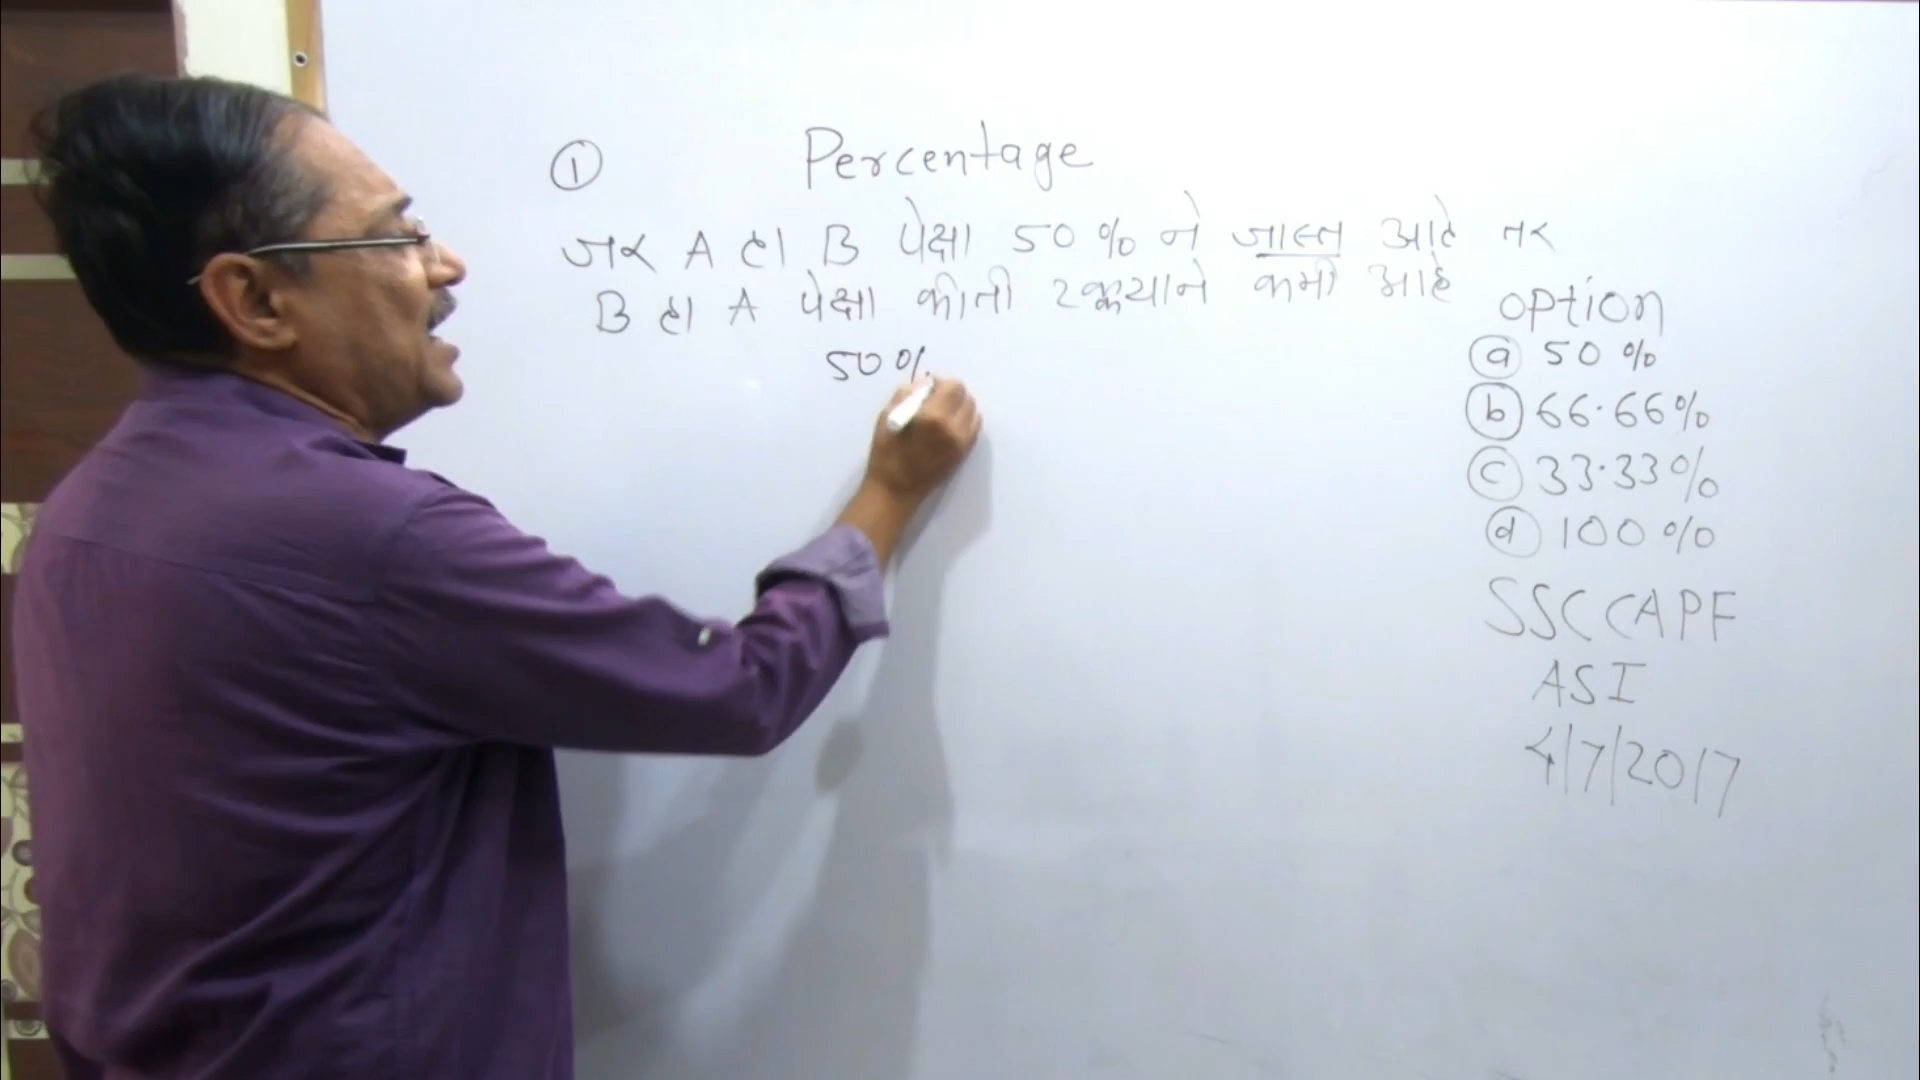 ① Percentage
जर A हा B पेक्षा 50% ने जास्त आहे तर
B हा A पेक्षा कीती टक्क्याने कमी आहे
50%
option
ⓐ 50%
ⓑ 66.66%
ⓒ 33.33%
ⓓ 100%
SSC CAPF
ASI
4/7/2017